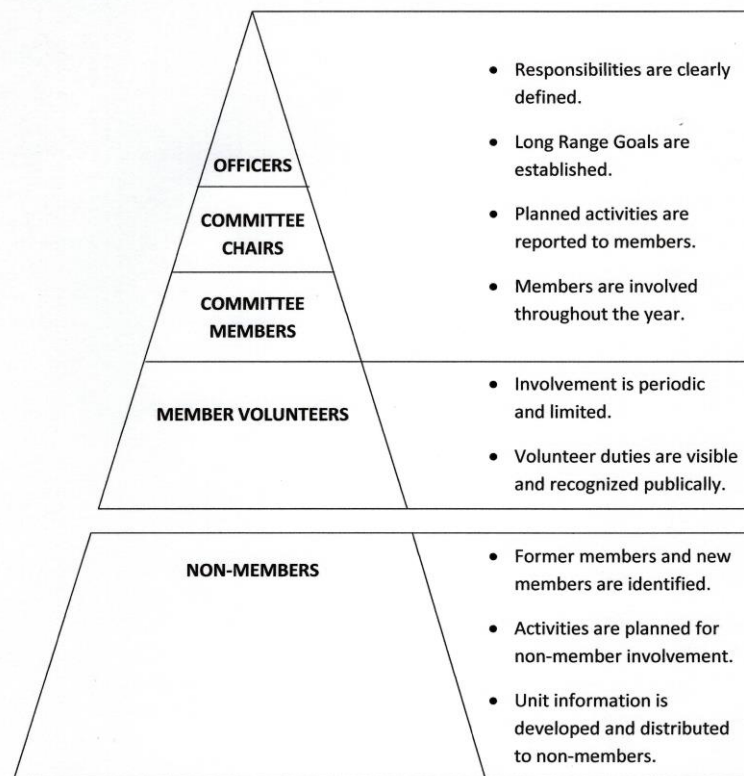 OFFICERS
COMMITTEE
CHAIRS
COMMITTEE
MEMBERS
• Responsibilities are clearly
defined.
• Long Range Goals are
established.
• Planned activities are
reported to members.
• Members are involved
throughout the year.
MEMBER VOLUNTEERS
• Involvement is periodic
and limited.
• Volunteer duties are visible
and recognized publically.
NON-MEMBERS
• Former members and new
members are identified.
• Activities are planned for
non-member involvement.
• Unit information is
developed and distributed
to non-members.